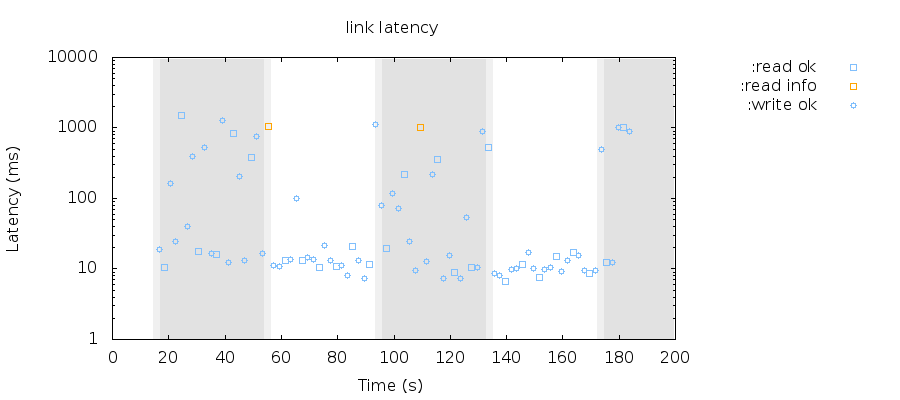 link latency
10000
1000
100
10
1
Latency (ms)
0 20 40 60 80 100 120 140 160 180 200
Time (s)
:read ok
:read info
:write ok